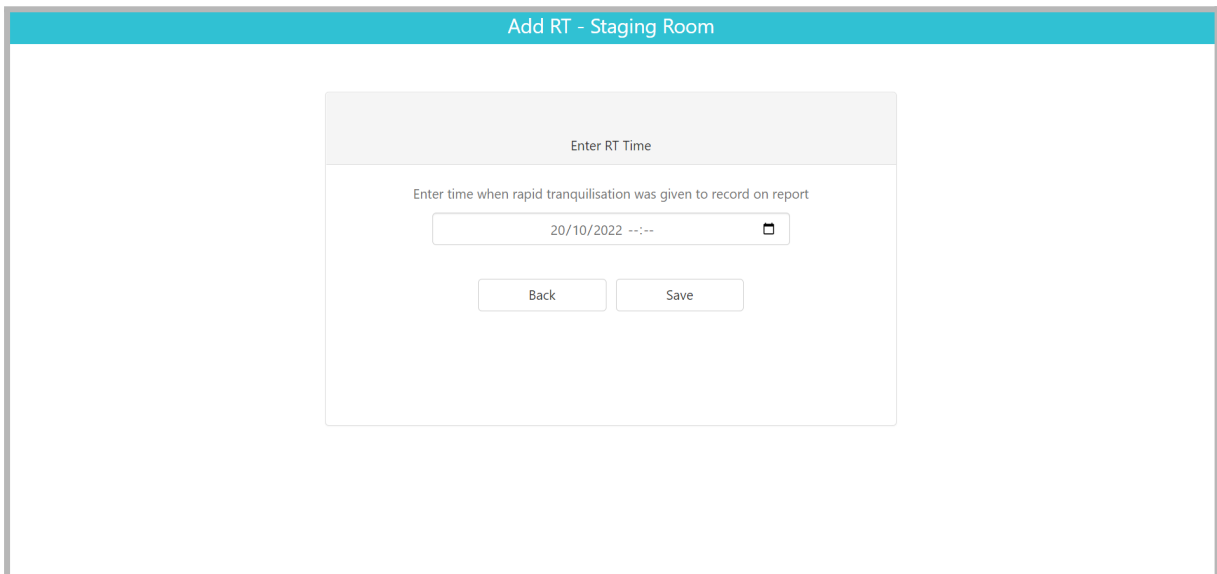 Add RT - Staging Room
Enter RT Time
Enter time when rapid tranquilisation was given to record on report
20/10/2022 --:--
Back Save